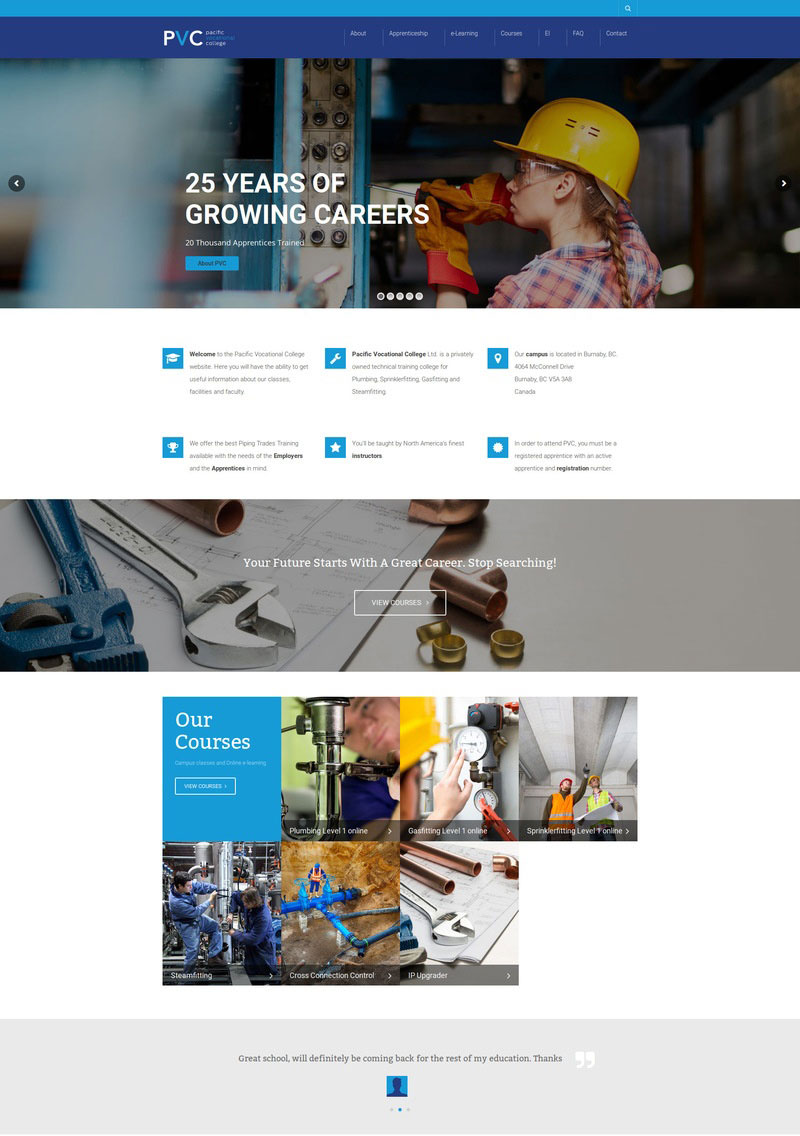 PVC pacific
vocational
college
About Apprenticeship e-Learning Courses EI FAQ Contact
25 YEARS OF
GROWING CAREERS
20 Thousand Apprentices Trained
About PVC
Welcome to the Pacific Vocational College
website. Here you will have the ability to get
useful information about our classes,
facilities and faculty.
Pacific Vocational College Ltd. is a privately
owned technical training college for
Plumbing, Sprinklerfitting, Gasfitting and
Steamfitting.
Our campus is located in Burnaby, BC.
4064 McConnell Drive
Burnaby, BC V5A 3A8
Canada
We offer the best Piping Trades Training
available with the needs of the Employers
and the Apprentices in mind.
You'll be taught by North America's finest
instructors
In order to attend PVC, you must be a
registered apprentice with an active
apprentice and registration number.
Your Future Starts With A Great Career. Stop Searching!
VIEW COURSES
Our
Courses
Campus classes and Online e-learning
VIEW COURSES
Plumbing Level 1 online
Gasfitting Level 1 online
Sprinklerfitting Level 1 online
Steamfitting
Cross Connection Control
IP Upgrader
Great school, will definitely be coming back for the rest of my education. Thanks